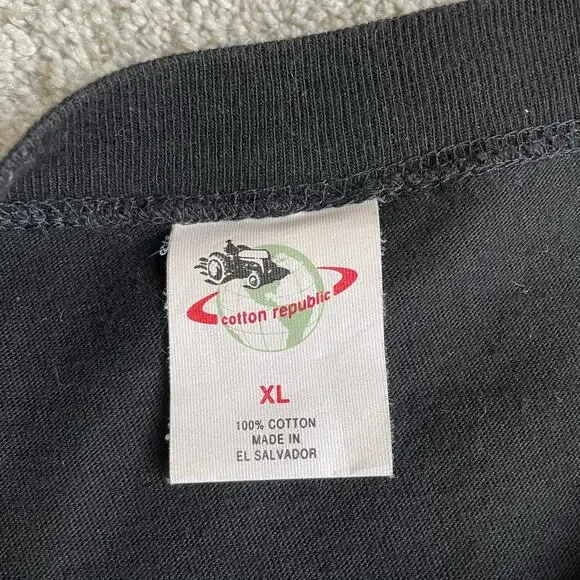 cotton republic
XL
100% COTTON
MADE IN
EL SALVADOR